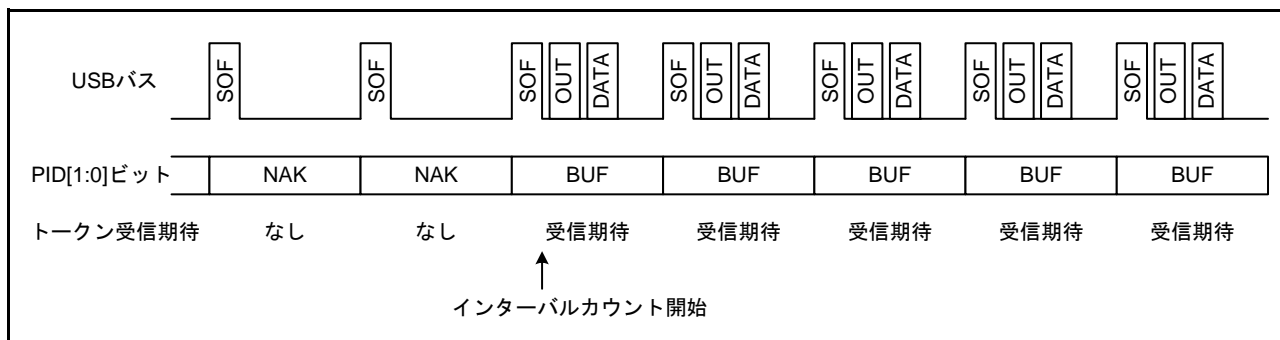 USBバス SOF SOF SOF OUT DATA SOF OUT DATA SOF OUT DATA SOF OUT DATA SOF OUT DATA
PID[1:0]ビット NAK NAK BUF BUF BUF BUF BUF
トークン受信期待 なし なし 受信期待 受信期待 受信期待 受信期待 受信期待
インターバルカウント開始